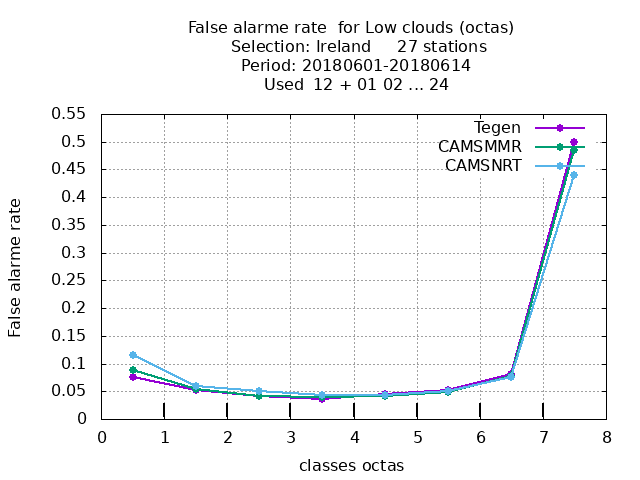 False alarme rate  for Low clouds (octas)
Selection: Ireland     27 stations
Period: 20180601-20180614
Used  12 + 01 02 ... 24
Tegen
CAMSMMR
CAMSNRT
0.55
0.5
0.45
0.4
0.35
0.3
0.25
0.2
0.15
0.1
0.05
0
False alarme rate
0 1 2 3 4 5 6 7 8
classes octas